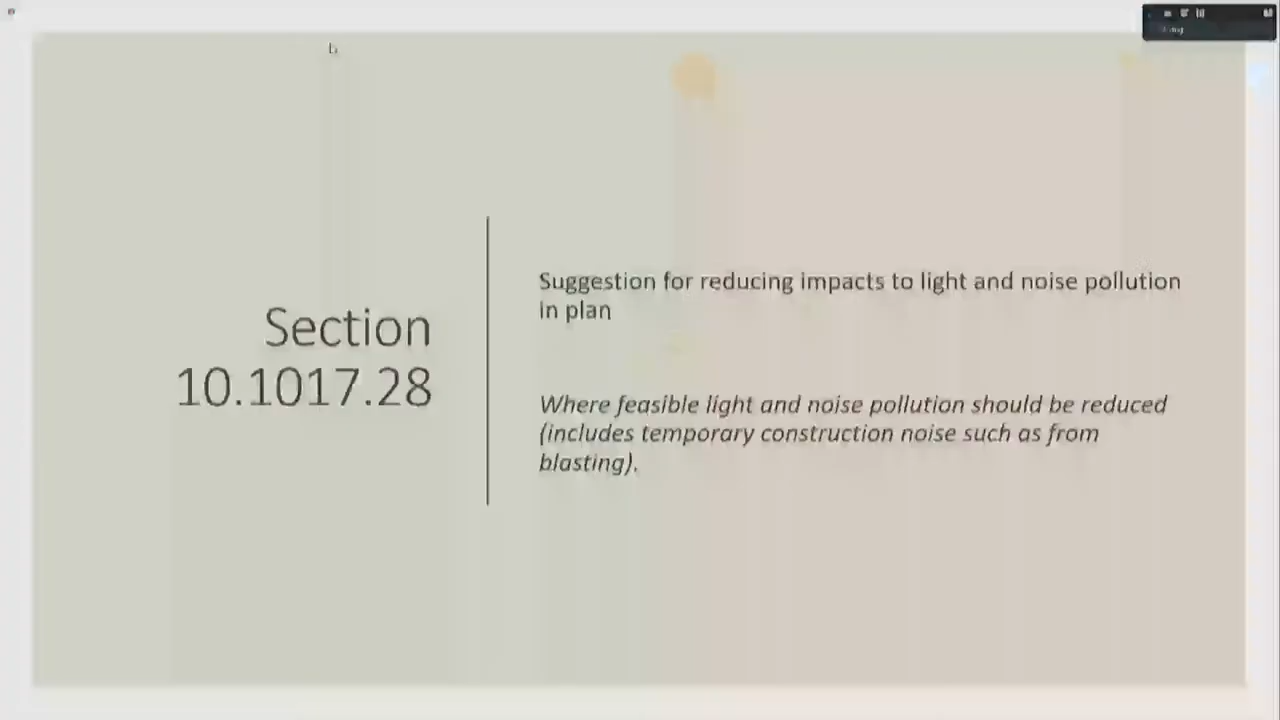 Section
10.1017.28
Suggestion for reducing impacts to light and noise pollution
in plan
Where feasible light and noise pollution should be reduced
(includes temporary construction noise such as from
blasting).